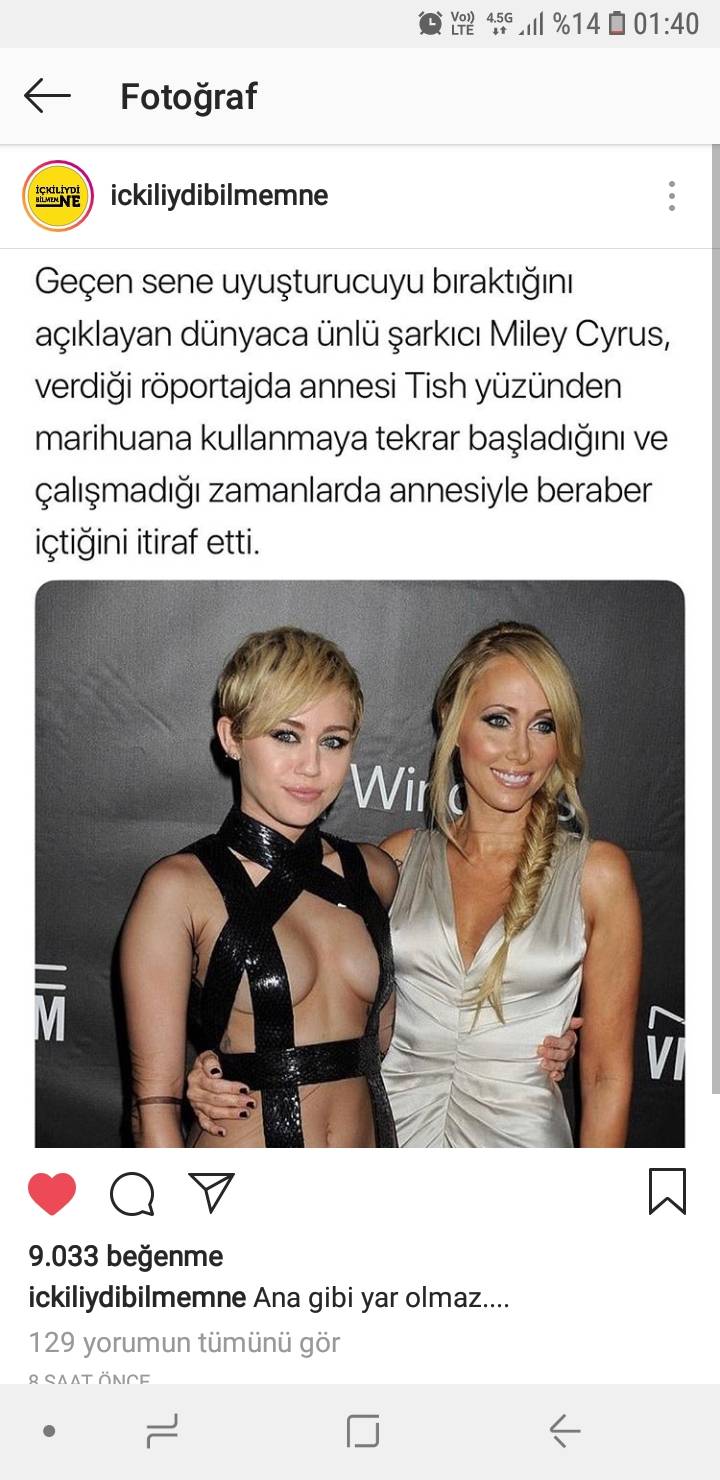 Vo)) LTE 4.5G %14 01:40
Fotoğraf
İÇKİLİYDİ
BİLMEMNE
ickiliydibilmemne
Geçen sene uyuşturucuyu bıraktığını
açıklayan dünyaca ünlü şarkıcı Miley Cyrus,
verdiği röportajda annesi Tish yüzünden
marihuana kullanmaya tekrar başladığını ve
çalışmadığı zamanlarda annesiyle beraber
içtiğini itiraf etti.
Win
M
VI
9.033 beğenme
ickiliydibilmemne Ana gibi yar olmaz....
129 yorumun tümünü gör
8 SAAT ÖNCE